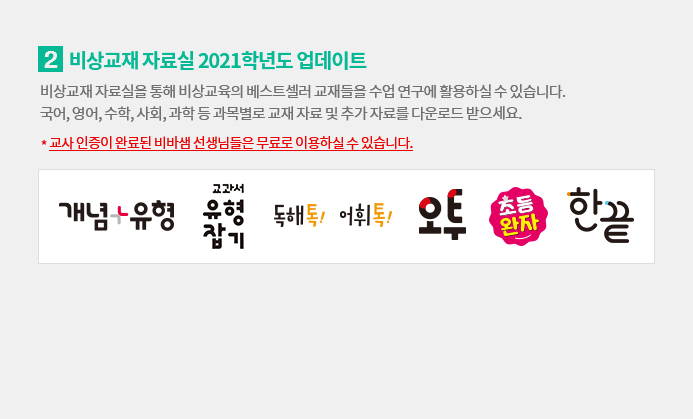 2 비상교재 자료실 2021학년도 업데이트
비상교재 자료실을 통해 비상교육의 베스트셀러 교재들을 수업 연구에 활용하실 수 있습니다.
국어, 영어, 수학, 사회, 과학 등 과목별로 교재 자료 및 추가 자료를 다운로드 받으세요.
* 교사 인증이 완료된 비바샘 선생님들은 무료로 이용하실 수 있습니다.
개념+유형
교과서
유형
잡기
독해톡!
어휘톡!
오투
초등
완자
한끝